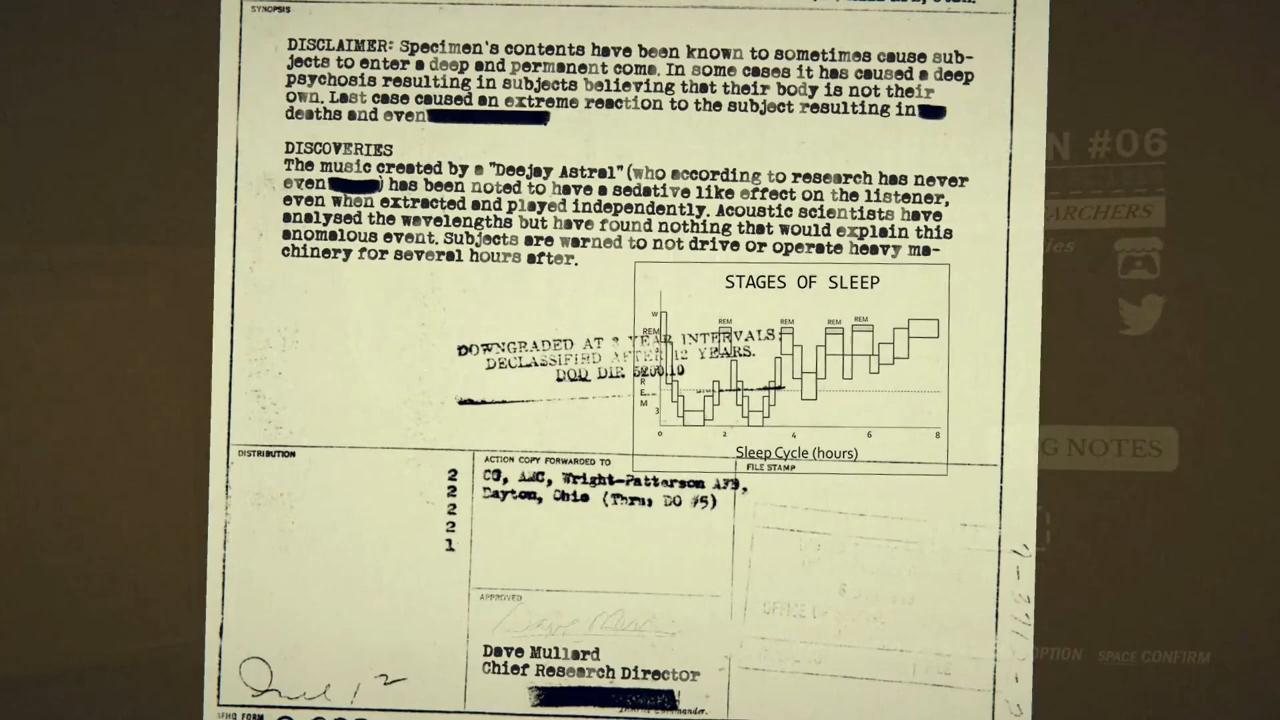 SYNOPSIS
DISCLAIMER: Specimen's contents have been known to sometimes cause sub-
jects to enter a deep and permanent coma. In some cases it has caused a deep
psychosis resulting in subjects believing that their body is not their
own. Last case caused an extreme reaction to the subject resulting in
deaths and even
DISCOVERIES
The music created by a "Deejay Astral" (who according to research has never
even ) has been noted to have a sedative like effect on the listener,
even when extracted and played independently. Acoustic scientists have
analysed the wavelengths but have found nothing that would explain this
anomalous event. Subjects are warned to not drive or operate heavy ma-
chinery for several hours after.
STAGES OF SLEEP
W
REM
REM REM REM REM
R
E
M
3
0 2 4 6 8
Sleep Cycle (hours)
DOWNGRADED AT 3 YEAR INTERVALS;
DECLASSIFIED AFTER 12 YEARS.
DOD DIR 5200.10
DISTRIBUTION
2
2
2
2
1
ACTION COPY FORWARDED TO
CG, AMC, Wright-Patterson AFB,
Dayton, Ohio (Thru; DO #5)
FILE STAMP
APPROVED
Dave Mullard
Chief Research Director
N #06
ARCHERS
ies
G NOTES
OPTION SPACE CONFIRM